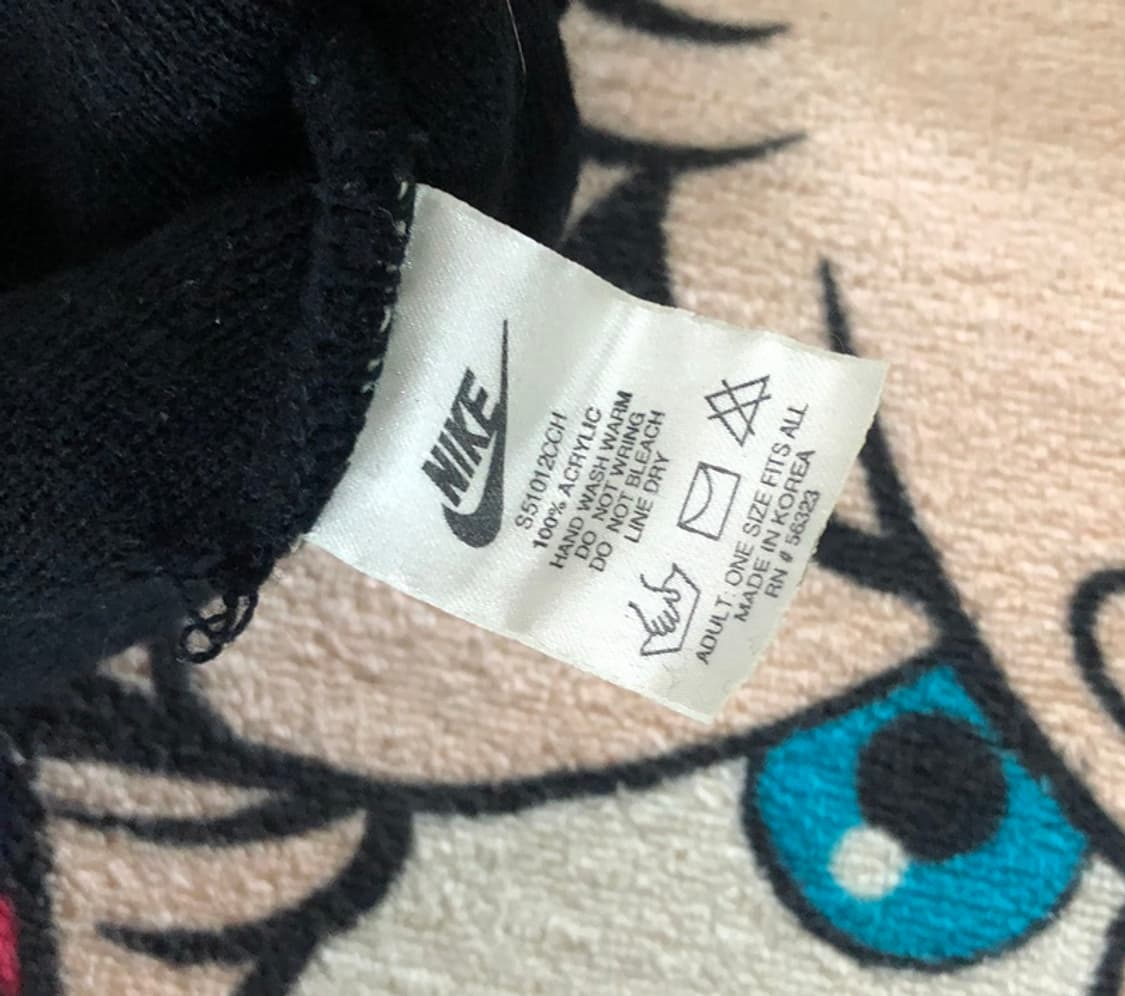 NIKE
S51012CCH
100% ACRYLIC
HAND WASH WARM
DO NOT WRING
DO NOT BLEACH
LINE DRY
ADULT: ONE SIZE FITS ALL
MADE IN KOREA
RN # 56323